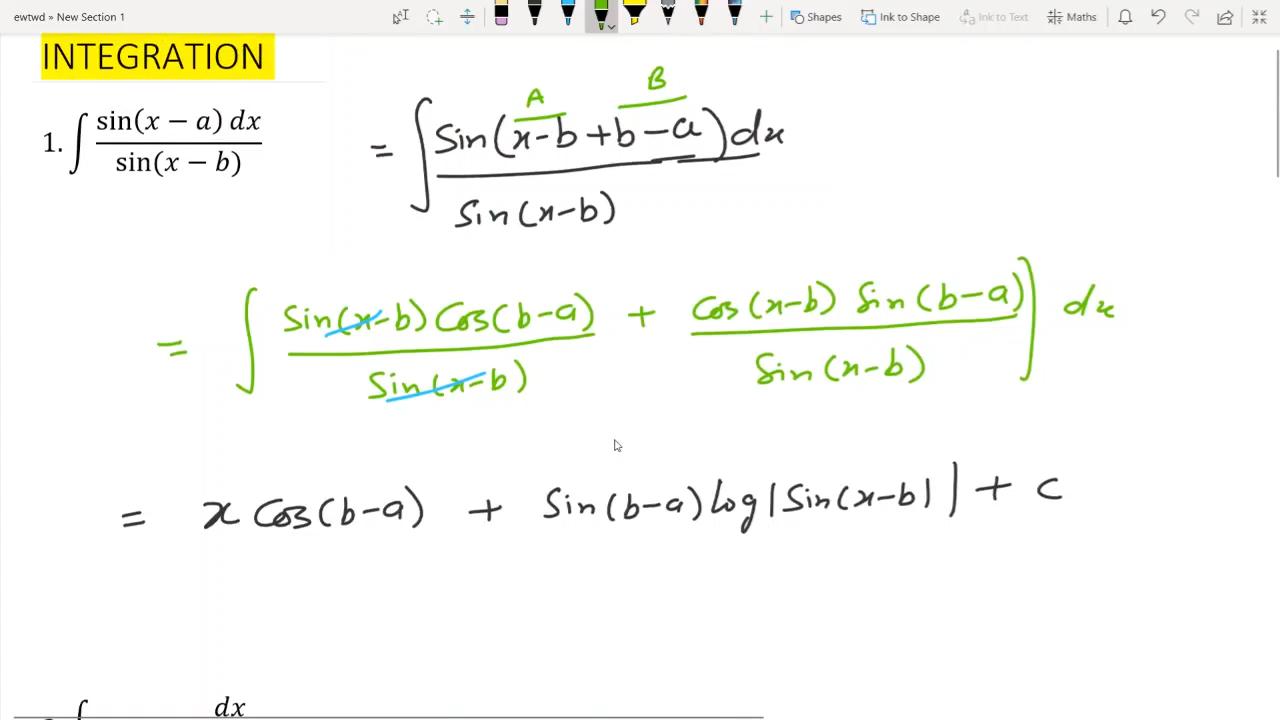 ewtwd » New Section 1
Shapes Ink to Shape Ink to Text Maths
INTEGRATION
1. ∫ sin(x − a) dx / sin(x − b)
A B
= ∫ Sin(x-b+b-a)dx / Sin(x-b)
= ∫ Sin(x-b)Cos(b-a) / Sin(x-b) + Cos(x-b) Sin(b-a) / Sin(x-b) ] dx
= x Cos(b-a) + Sin(b-a)log|Sin(x-b)| + c
∫ dx